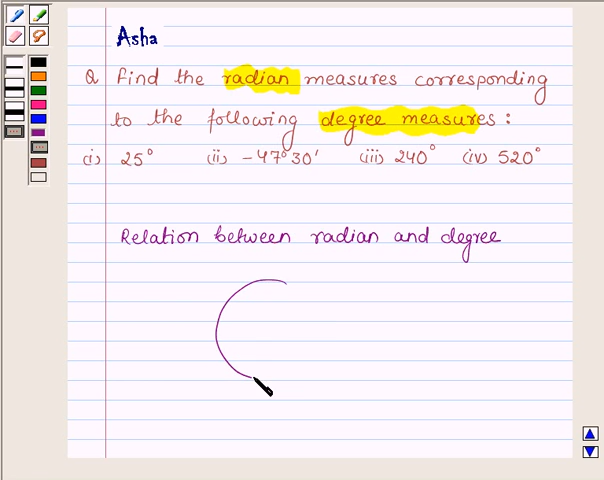 Asha
Q Find the radian measures corresponding
to the following degree measures :
(i) 25° (ii) -47°30' (iii) 240° (iv) 520°
Relation between radian and degree